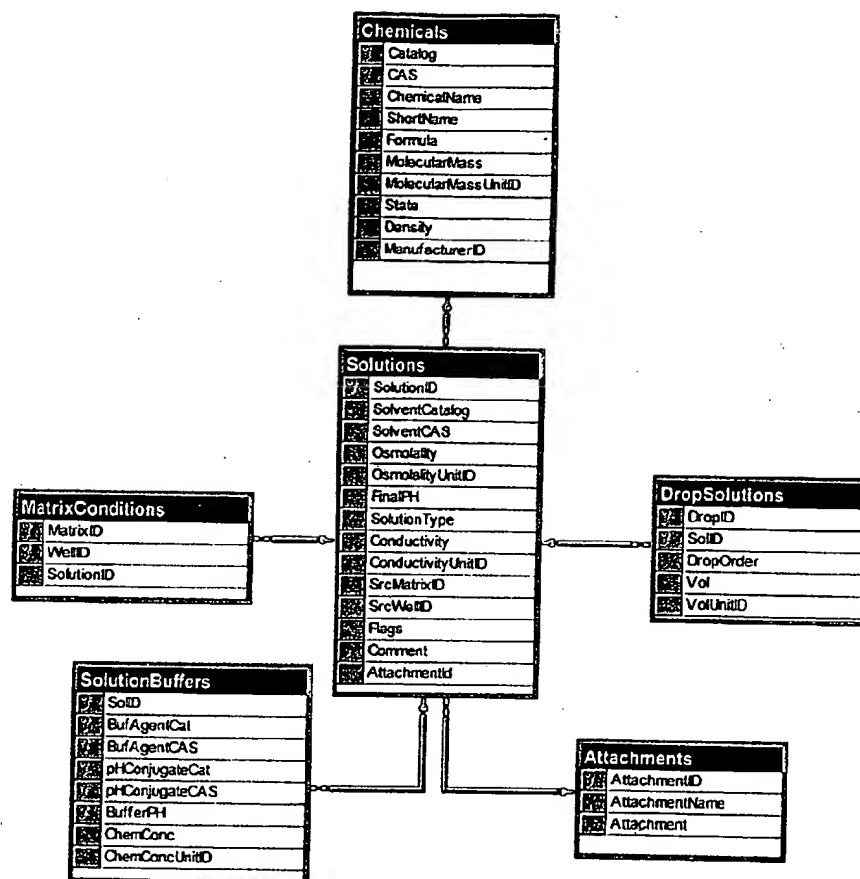 Chemicals
Catalog
CAS
ChemicalName
ShortName
Formula
MolecularMass
MolecularMassUnitID
State
Density
ManufacturerID
Solutions
SolutionID
SolventCatalog
SolventCAS
Osmolality
OsmolalityUnitID
FinalPH
SolutionType
Conductivity
ConductivityUnitID
SrcMatrixID
SrcWellID
Flags
Comment
AttachmentId
MatrixConditions
MatrixID
WellID
SolutionID
DropSolutions
DropID
SolID
DropOrder
Vol
VolUnitID
SolutionBuffers
SolID
BufAgentCat
BufAgentCAS
pHConjugateCat
pHConjugateCAS
BufferPH
ChemConc
ChemConcUnitID
Attachments
AttachmentID
AttachmentName
Attachment